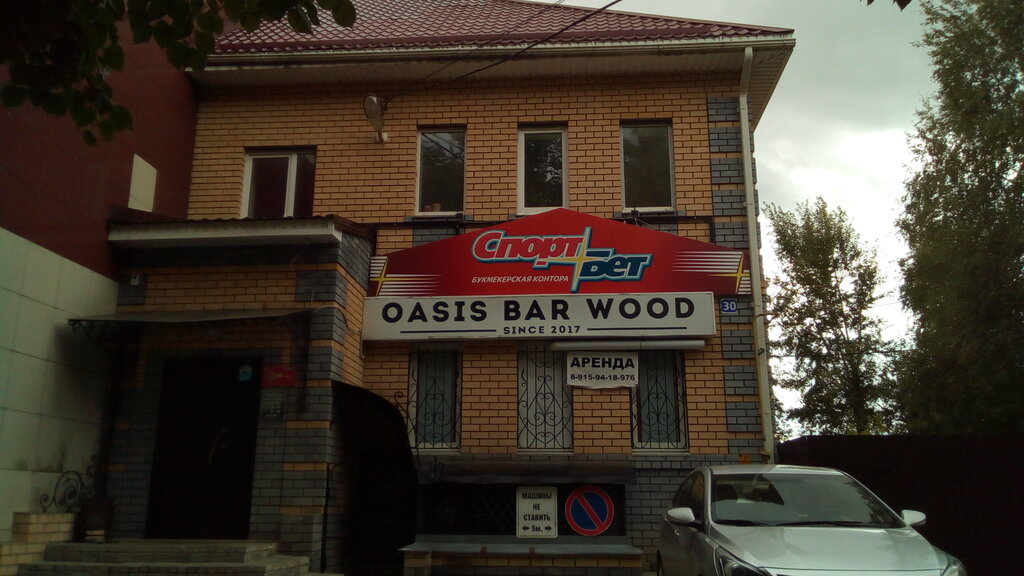 Спорт Бет
БУКМЕКЕРСКАЯ КОНТОРА
OASIS BAR WOOD
SINCE 2017
30
АРЕНДА
8-915-94-18-976
МАШИНЫ
НЕ
СТАВИТЬ
5м.